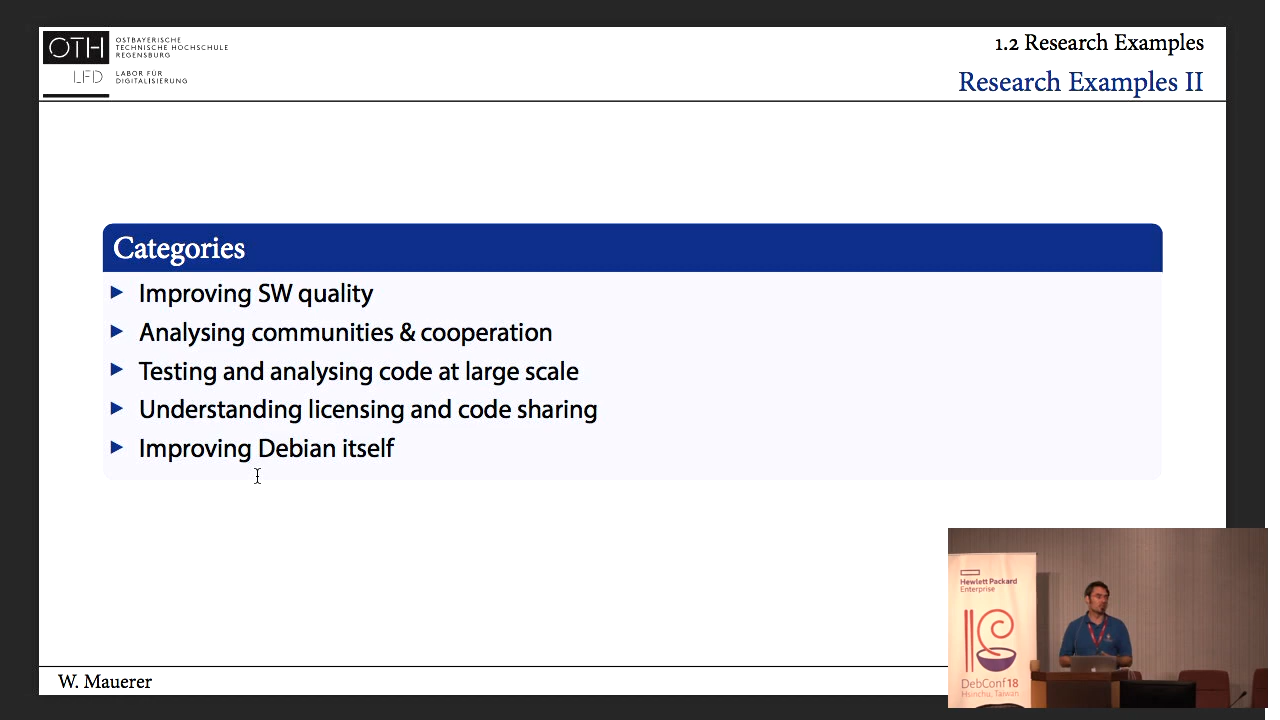 OTH
OSTBAYERISCHE
TECHNISCHE HOCHSCHULE
REGENSBURG
LFD
LABOR FÜR
DIGITALISIERUNG
1.2 Research Examples
Research Examples II
Categories
Improving SW quality
Analysing communities & cooperation
Testing and analysing code at large scale
Understanding licensing and code sharing
Improving Debian itself
W. Mauerer
Hewlett Packard
Enterprise
DebConf18
Hsinchu, Taiwan